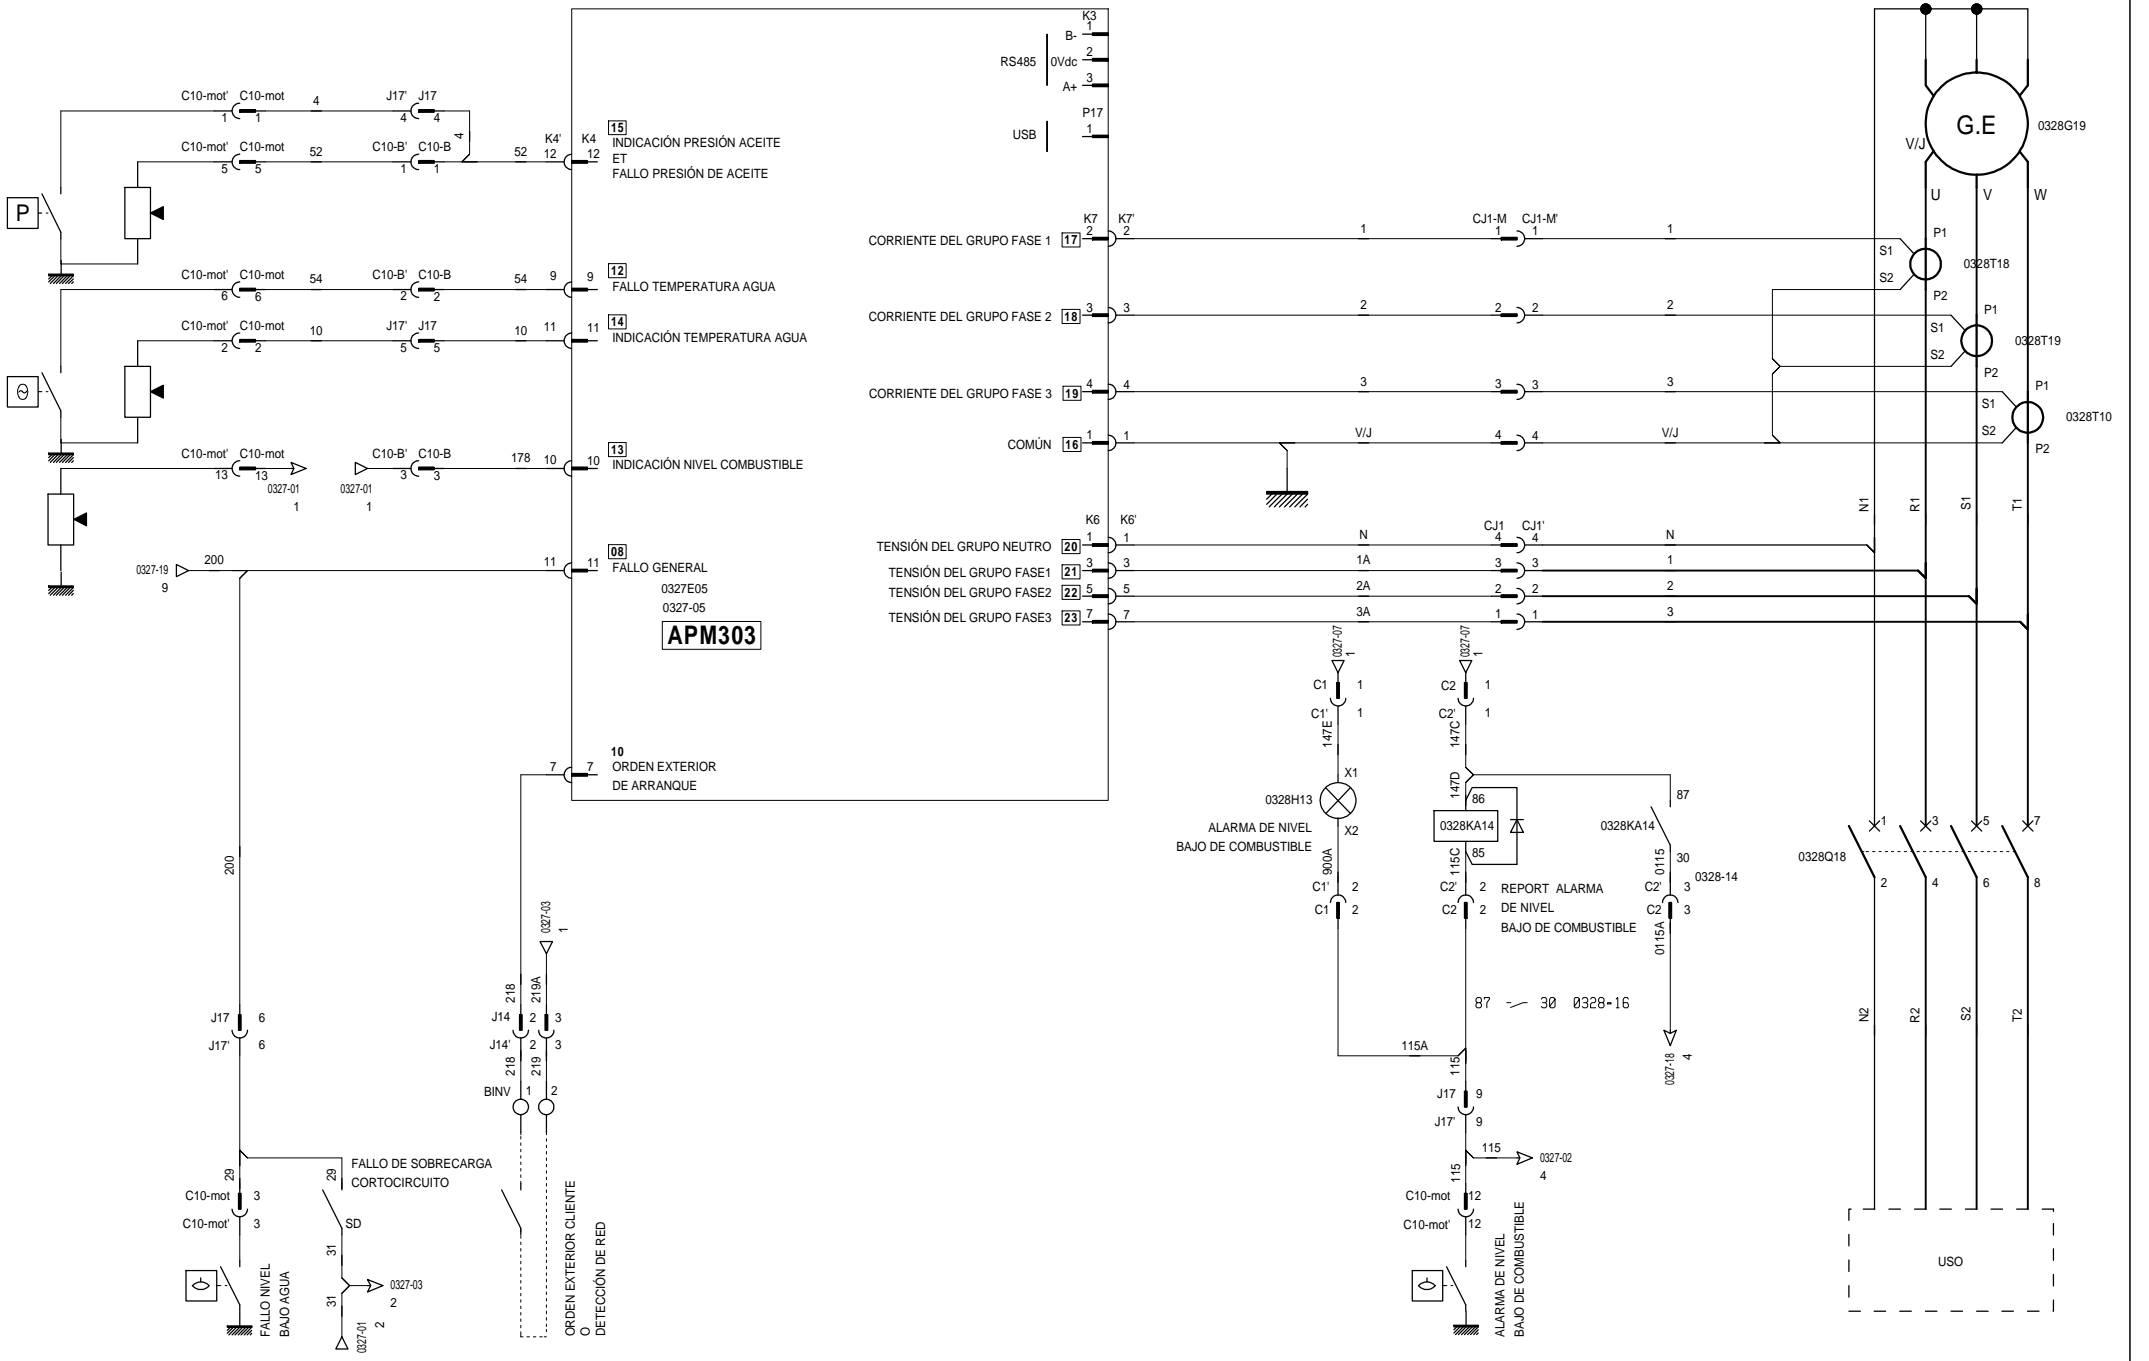 K3
1
B-
2
RS485 0Vdc
3
A+
P17
1
USB
C10-mot' C10-mot 4 J17' J17
1 1 4 4
4
C10-mot' C10-mot 52 C10-B' C10-B 52 K4' K4
5 5 1 1 12 12
15
INDICACIÓN PRESIÓN ACEITE
ET
FALLO PRESIÓN DE ACEITE
P
C10-mot' C10-mot 54 C10-B' C10-B 54 9 9
6 6 2 2
12
FALLO TEMPERATURA AGUA
C10-mot' C10-mot 10 J17' J17 10 11 11
2 2 5 5
14
INDICACIÓN TEMPERATURA AGUA
C10-mot' C10-mot C10-B' C10-B 178 10 10
13 13 3 3
0327-01 0327-01
1 1
13
INDICACIÓN NIVEL COMBUSTIBLE
0327-19 200 11 11
9
08
FALLO GENERAL
0327E05
0327-05
APM303
10
7 7
ORDEN EXTERIOR
DE ARRANQUE
K7 K7' CJ1-M CJ1-M'
CORRIENTE DEL GRUPO FASE 1 17 2 2 1 1 1 1
CORRIENTE DEL GRUPO FASE 2 18 3 3 2 2 2 2
CORRIENTE DEL GRUPO FASE 3 19 4 4 3 3 3 3
COMÚN 16 1 1 V/J 4 4 V/J
K6 K6' CJ1 CJ1'
TENSIÓN DEL GRUPO NEUTRO 20 1 1 N 4 4 N
TENSIÓN DEL GRUPO FASE1 21 3 3 1A 3 3 1
TENSIÓN DEL GRUPO FASE2 22 5 5 2A 2 2 2
TENSIÓN DEL GRUPO FASE3 23 7 7 3A 1 1 3
G.E
0328G19
V/J
U V W
P1
S1
0328T18
S2
P2
P1
S1
0328T19
S2
P2
P1
S1
0328T10
S2
P2
N1 R1 S1 T1
0327-07
1
C1 1
C1' 1
147E
X1
0328H13
X2
ALARMA DE NIVEL
BAJO DE COMBUSTIBLE
900A
C1' 2
C1 2
0327-07
1
C2 1
C2' 1
147C
147D
86
0328KA14
85
115C
C2' 2
C2 2
REPORT ALARMA
DE NIVEL
BAJO DE COMBUSTIBLE
87
0328KA14
30
0115
0328-14
C2' 3
C2 3
0115A
0327-18
4
87 30 0328-16
115A
115
J17 9
J17' 9
115
0327-02
4
115
C10-mot 12
C10-mot' 12
ALARMA DE NIVEL
BAJO DE COMBUSTIBLE
1 3 5 7
0328Q18
2 4 6 8
N2 R2 S2 T2
USO
200
J17 6
J17' 6
29 29
FALLO DE SOBRECARGA
CORTOCIRCUITO
C10-mot 3
C10-mot' 3
SD
31
0327-03
2
31
0327-01
2
FALLO NIVEL
BAJO AGUA
0327-03
1
218 219A
J14 2 3
J14' 2 3
218 219
BINV 1 2
ORDEN EXTERIOR CLIENTE
O
DETECCIÓN DE RED